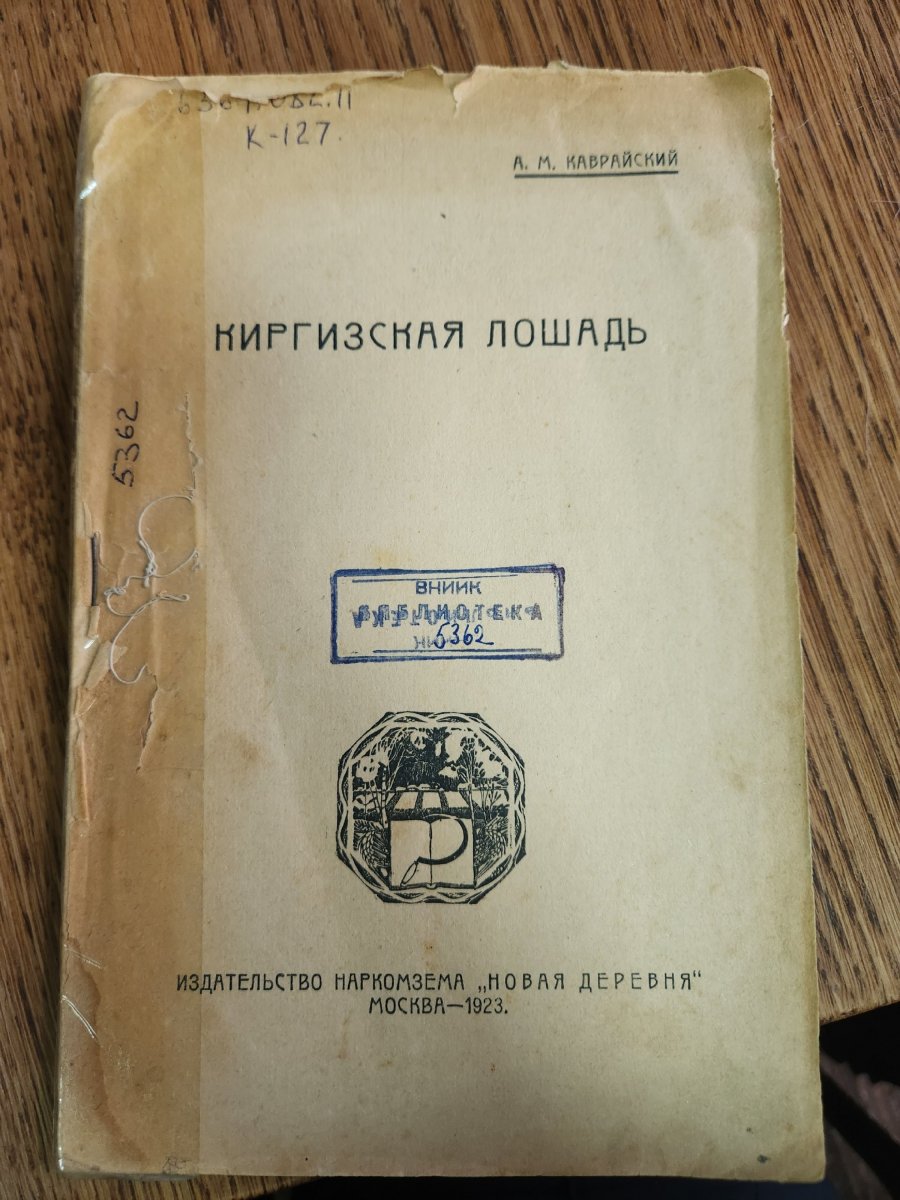 К-127.
А. М. КАВРАЙСКИЙ
КИРГИЗСКАЯ ЛОШАДЬ
5362
ВНИИК
БИБЛИОТЕКА
5362
ИЗДАТЕЛЬСТВО НАРКОМЗЕМА „НОВАЯ ДЕРЕВНЯ“
МОСКВА—1923.